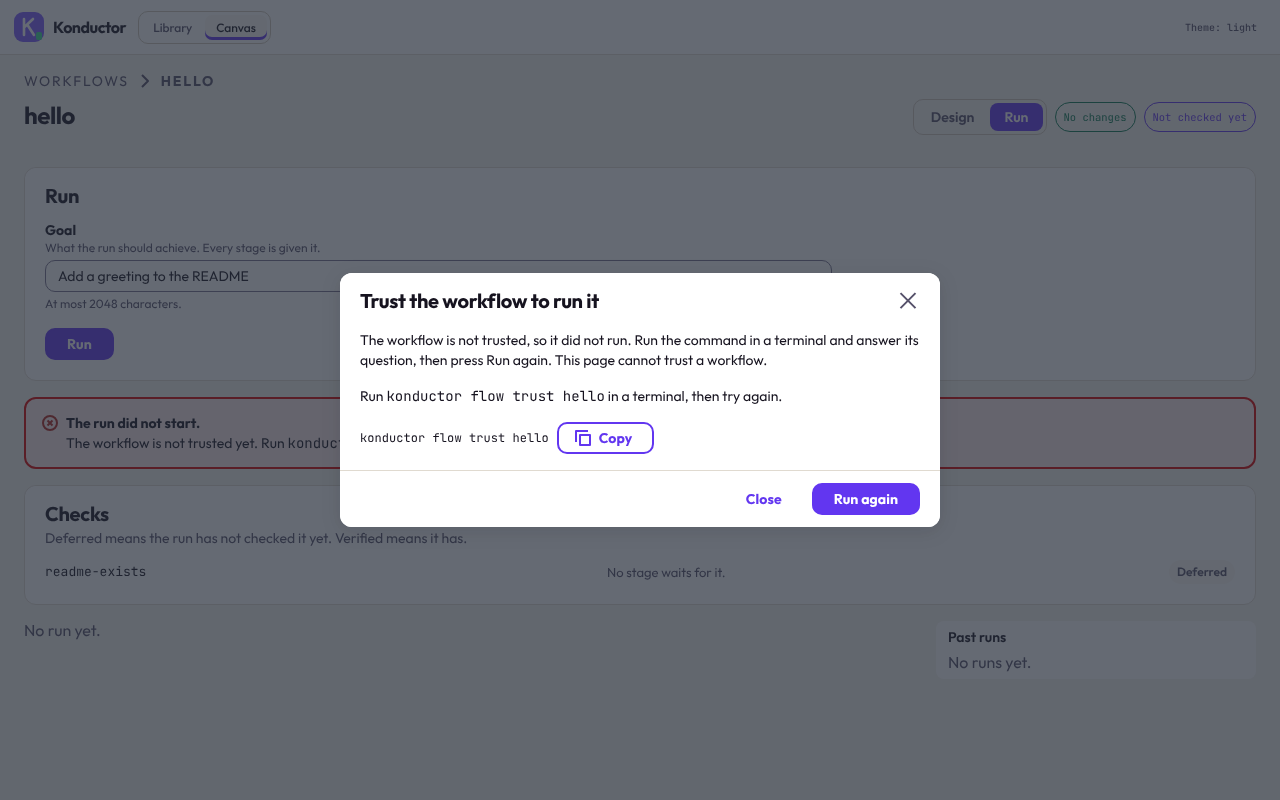 Konductor
Library
Canvas
Theme: light
WORKFLOWS > HELLO
hello
Design
Run
No changes
Not checked yet
Run
Goal
What the run should achieve. Every stage is given it.
Add a greeting to the README
At most 2048 characters.
Run
Trust the workflow to run it
The workflow is not trusted, so it did not run. Run the command in a terminal and answer its
question, then press Run again. This page cannot trust a workflow.
Run konductor flow trust hello in a terminal, then try again.
konductor flow trust hello
Copy
Close
Run again
The run did not start.
The workflow is not trusted yet. Run
Checks
Deferred means the run has not checked it yet. Verified means it has.
readme-exists
No stage waits for it.
Deferred
No run yet.
Past runs
No runs yet.